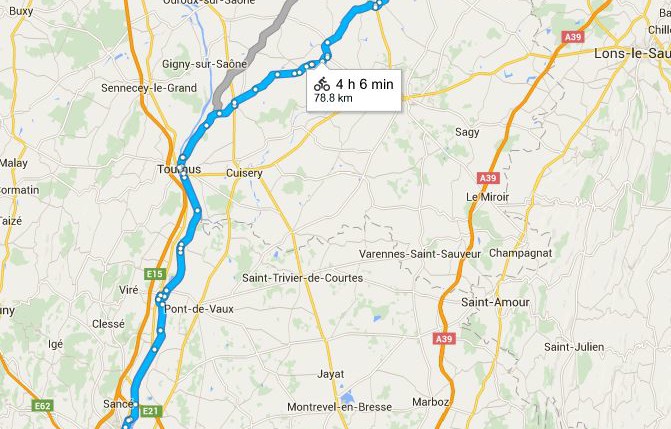 Buxy
Ouroux-sur-Saône
A39
Ba
Chill
Lons-le-Sau
Gigny-sur-Saône
Sennecey-le-Grand
4 h 6 min
78.8 km
Sagy
Malay
Tournus
Cuisery
A39
Ormatin
Le Miroir
Taizé
Varennes-Saint-Sauveur
Champagnat
E15
Saint-Trivier-de-Courtes
Viré
Pont-de-Vaux
Saint-Amour
uny
Clessé
Igé
A39
Saint-Julien
Jayat
E62
Sancé
E21
Montrevel-en-Bresse
Marboz